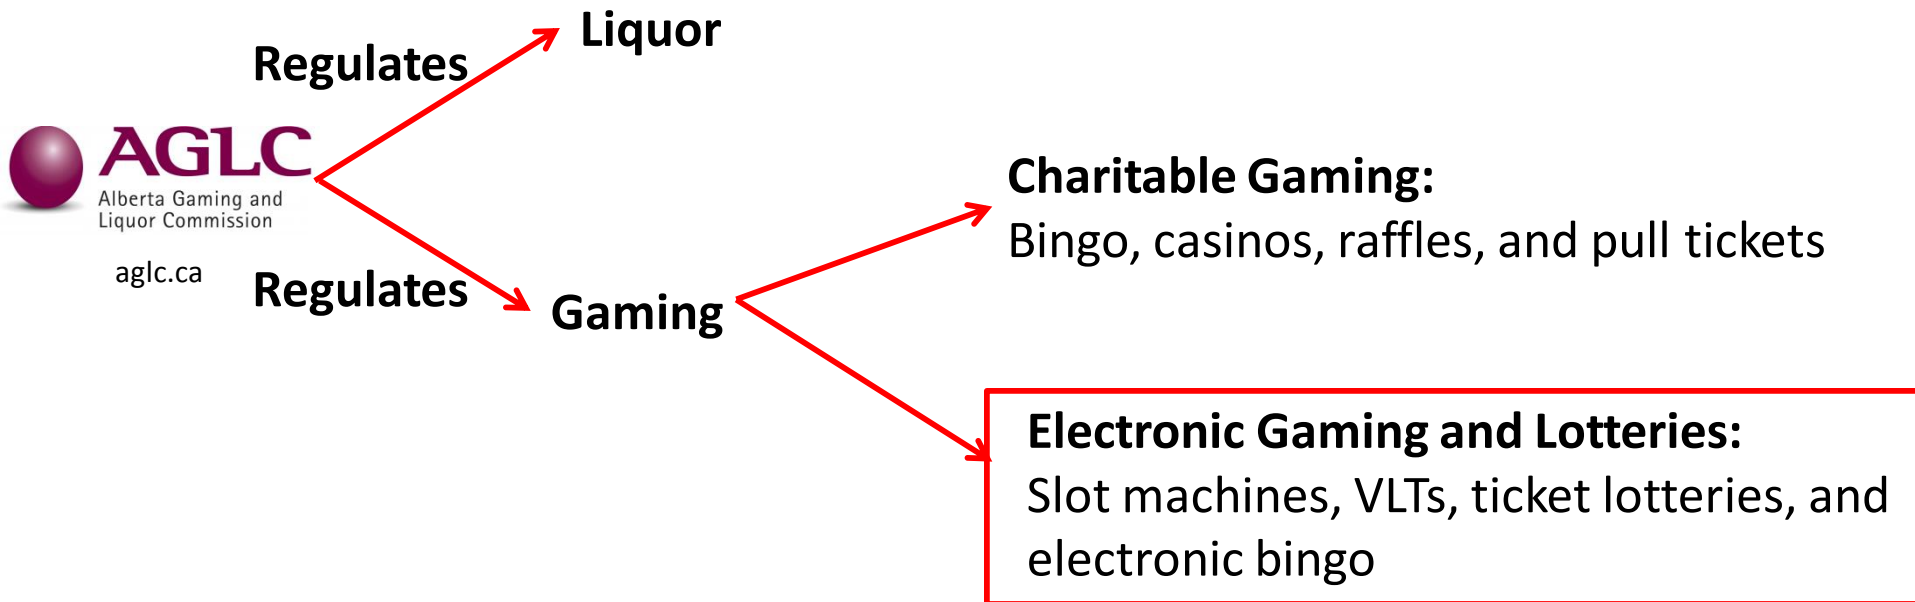 Liquor
Regulates
AGLC
Alberta Gaming and
Liquor Commission
aglc.ca
Regulates
Gaming
Charitable Gaming:
Bingo, casinos, raffles, and pull tickets
Electronic Gaming and Lotteries:
Slot machines, VLTs, ticket lotteries, and
electronic bingo